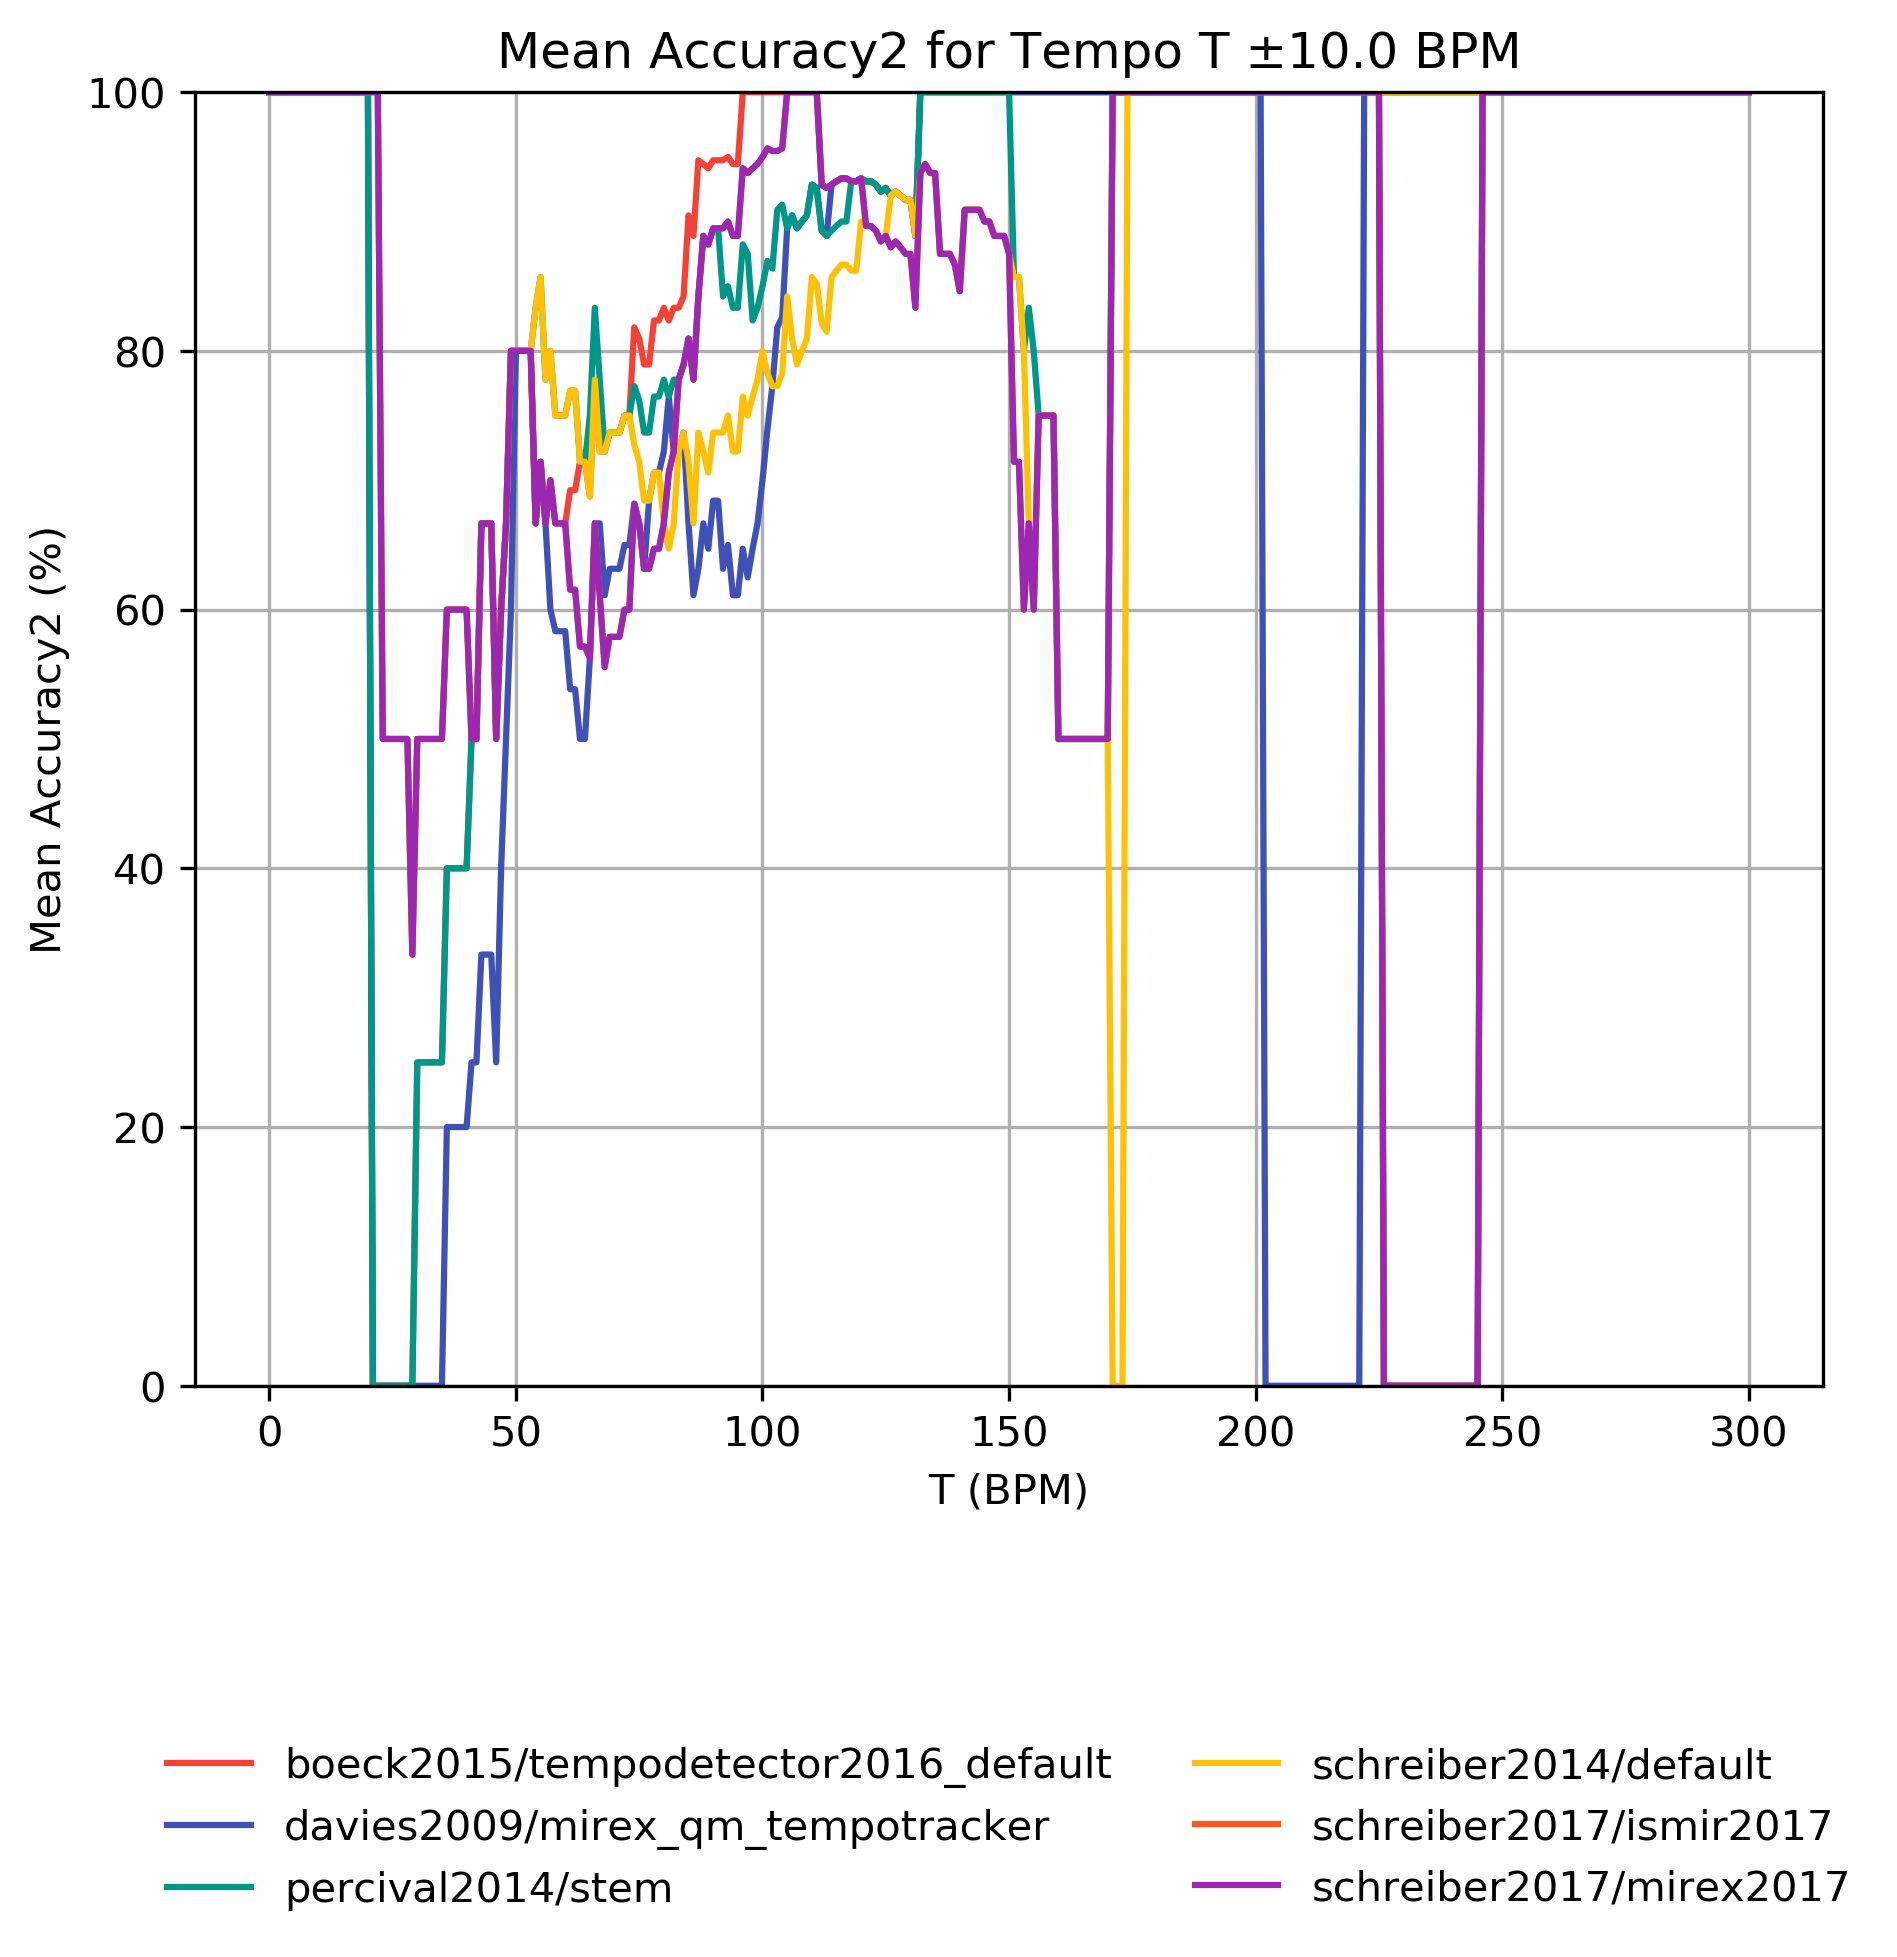 Mean Accuracy2 for Tempo T ±10.0 BPM
100
80
60
40
20
0
Mean Accuracy2 (%)
0 50 100 150 200 250 300
T (BPM)
boeck2015/tempodetector2016_default
davies2009/mirex_qm_tempotracker
percival2014/stem
schreiber2014/default
schreiber2017/ismir2017
schreiber2017/mirex2017